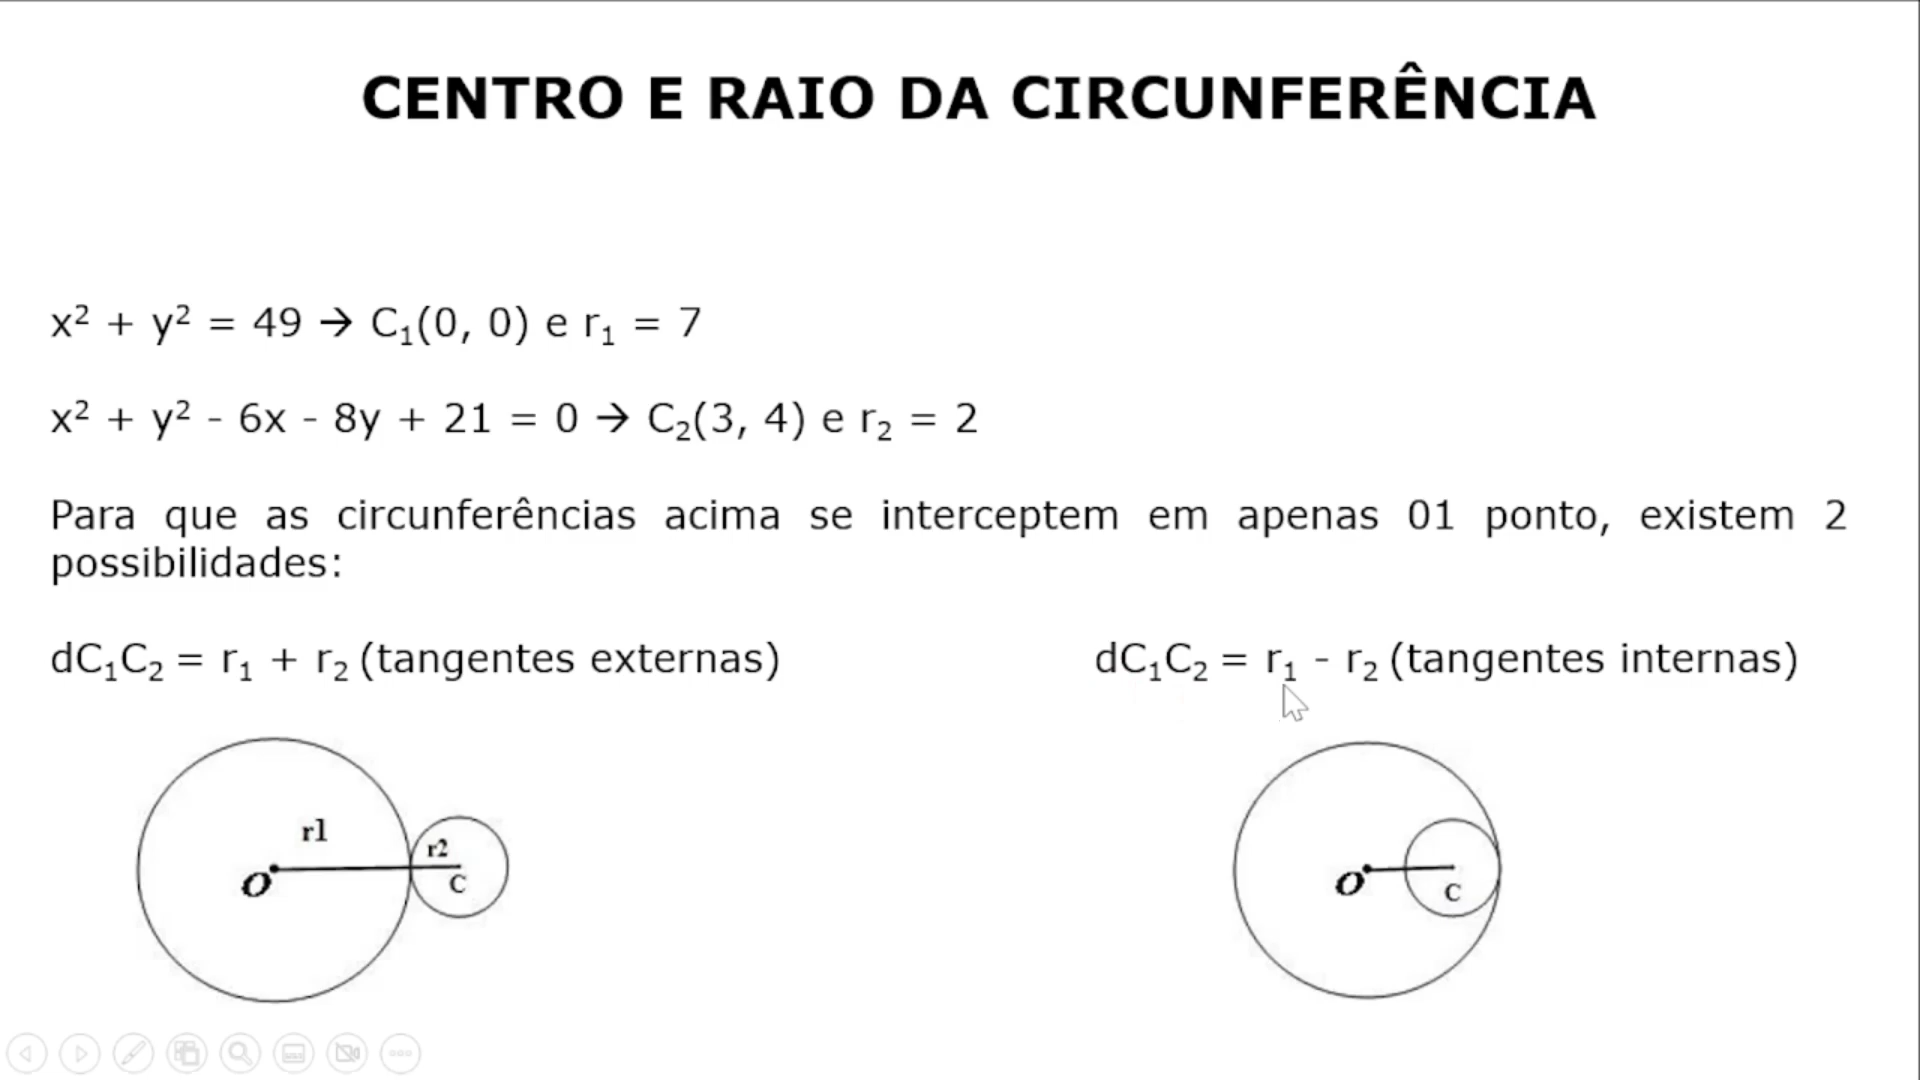 CENTRO E RAIO DA CIRCUNFERÊNCIA
x² + y² = 49 → C₁(0, 0) e r₁ = 7
x² + y² - 6x - 8y + 21 = 0 → C₂(3, 4) e r₂ = 2
Para que as circunferências acima se interceptem em apenas 01 ponto, existem 2
possibilidades:
dC₁C₂ = r₁ + r₂ (tangentes externas)
dC₁C₂ = r₁ - r₂ (tangentes internas)
r1
r2
O
C
O
C